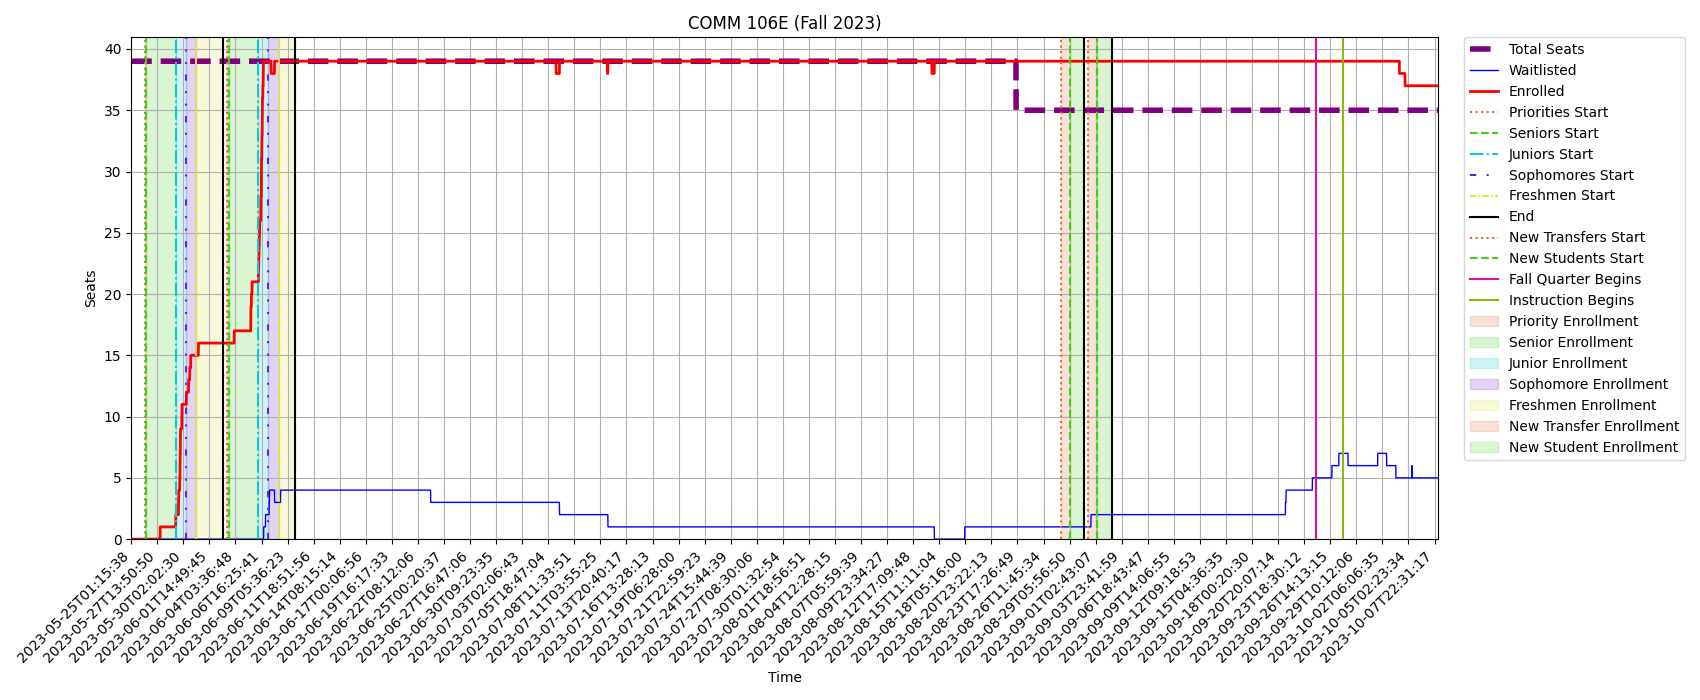 COMM 106E (Fall 2023)
40
35
30
25
20
15
10
5
0
Seats
2023-05-25T01:15:38
2023-05-27T13:50:50
2023-05-30T02:02:30
2023-06-01T14:49:45
2023-06-04T03:36:48
2023-06-06T16:25:41
2023-06-09T05:36:23
2023-06-11T18:51:56
2023-06-14T08:15:14
2023-06-17T00:06:56
2023-06-19T16:17:33
2023-06-22T08:12:06
2023-06-25T00:20:37
2023-06-27T16:47:06
2023-06-30T09:23:35
2023-07-03T02:06:43
2023-07-05T18:47:04
2023-07-08T11:33:51
2023-07-11T03:55:25
2023-07-13T20:40:17
2023-07-16T13:28:13
2023-07-19T06:28:00
2023-07-21T22:59:23
2023-07-24T15:44:39
2023-07-27T08:30:06
2023-07-30T01:32:54
2023-08-01T18:56:51
2023-08-04T12:28:15
2023-08-07T05:59:39
2023-08-09T23:34:27
2023-08-12T17:09:48
2023-08-15T11:11:04
2023-08-18T05:16:00
2023-08-20T23:22:13
2023-08-23T17:26:49
2023-08-26T11:45:34
2023-08-29T05:56:50
2023-09-01T02:43:07
2023-09-03T23:41:59
2023-09-06T18:43:47
2023-09-09T14:06:55
2023-09-12T09:18:53
2023-09-15T04:36:35
2023-09-18T00:20:30
2023-09-20T20:07:14
2023-09-23T18:30:12
2023-09-26T14:13:15
2023-09-29T10:12:06
2023-10-02T06:06:35
2023-10-05T02:23:34
2023-10-07T22:31:17
Time
Total Seats
Waitlisted
Enrolled
Priorities Start
Seniors Start
Juniors Start
Sophomores Start
Freshmen Start
End
New Transfers Start
New Students Start
Fall Quarter Begins
Instruction Begins
Priority Enrollment
Senior Enrollment
Junior Enrollment
Sophomore Enrollment
Freshmen Enrollment
New Transfer Enrollment
New Student Enrollment